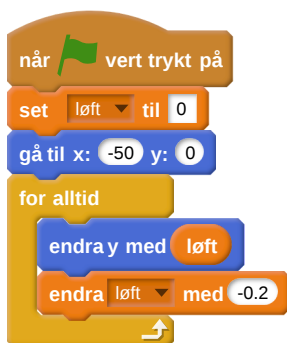 når vert trykt på
set løft til 0
gå til x: -50 y: 0
for alltid
endra y med løft
endra løft med -0.2